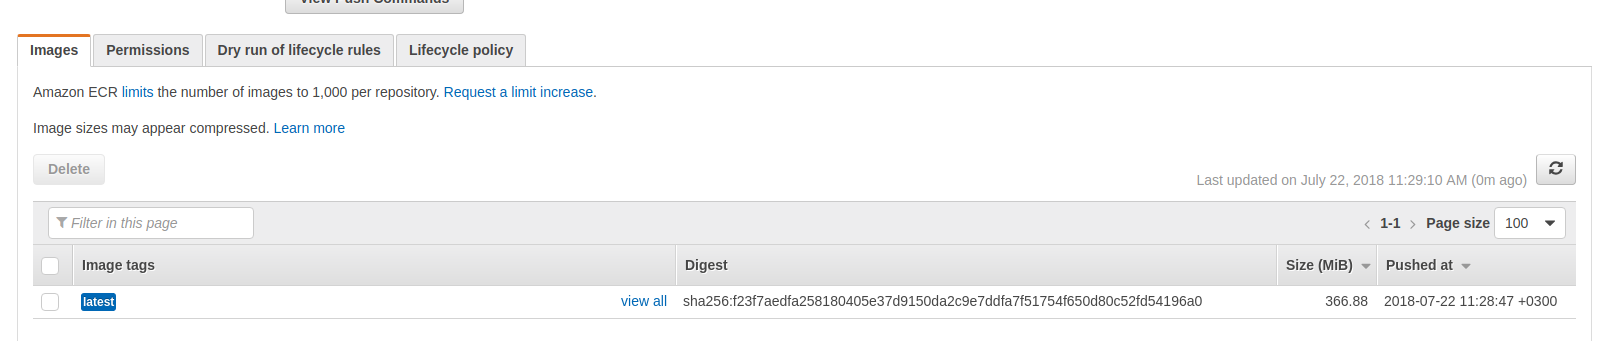 View Push Commands
Images Permissions Dry run of lifecycle rules Lifecycle policy
Amazon ECR limits the number of images to 1,000 per repository. Request a limit increase.
Image sizes may appear compressed. Learn more
Delete
Last updated on July 22, 2018 11:29:10 AM (0m ago)
Filter in this page
1-1 Page size 100
Image tags Digest Size (MiB) Pushed at
latest view all sha256:f23f7aedfa258180405e37d9150da2c9e7ddfa7f51754f650d80c52fd54196a0 366.88 2018-07-22 11:28:47 +0300